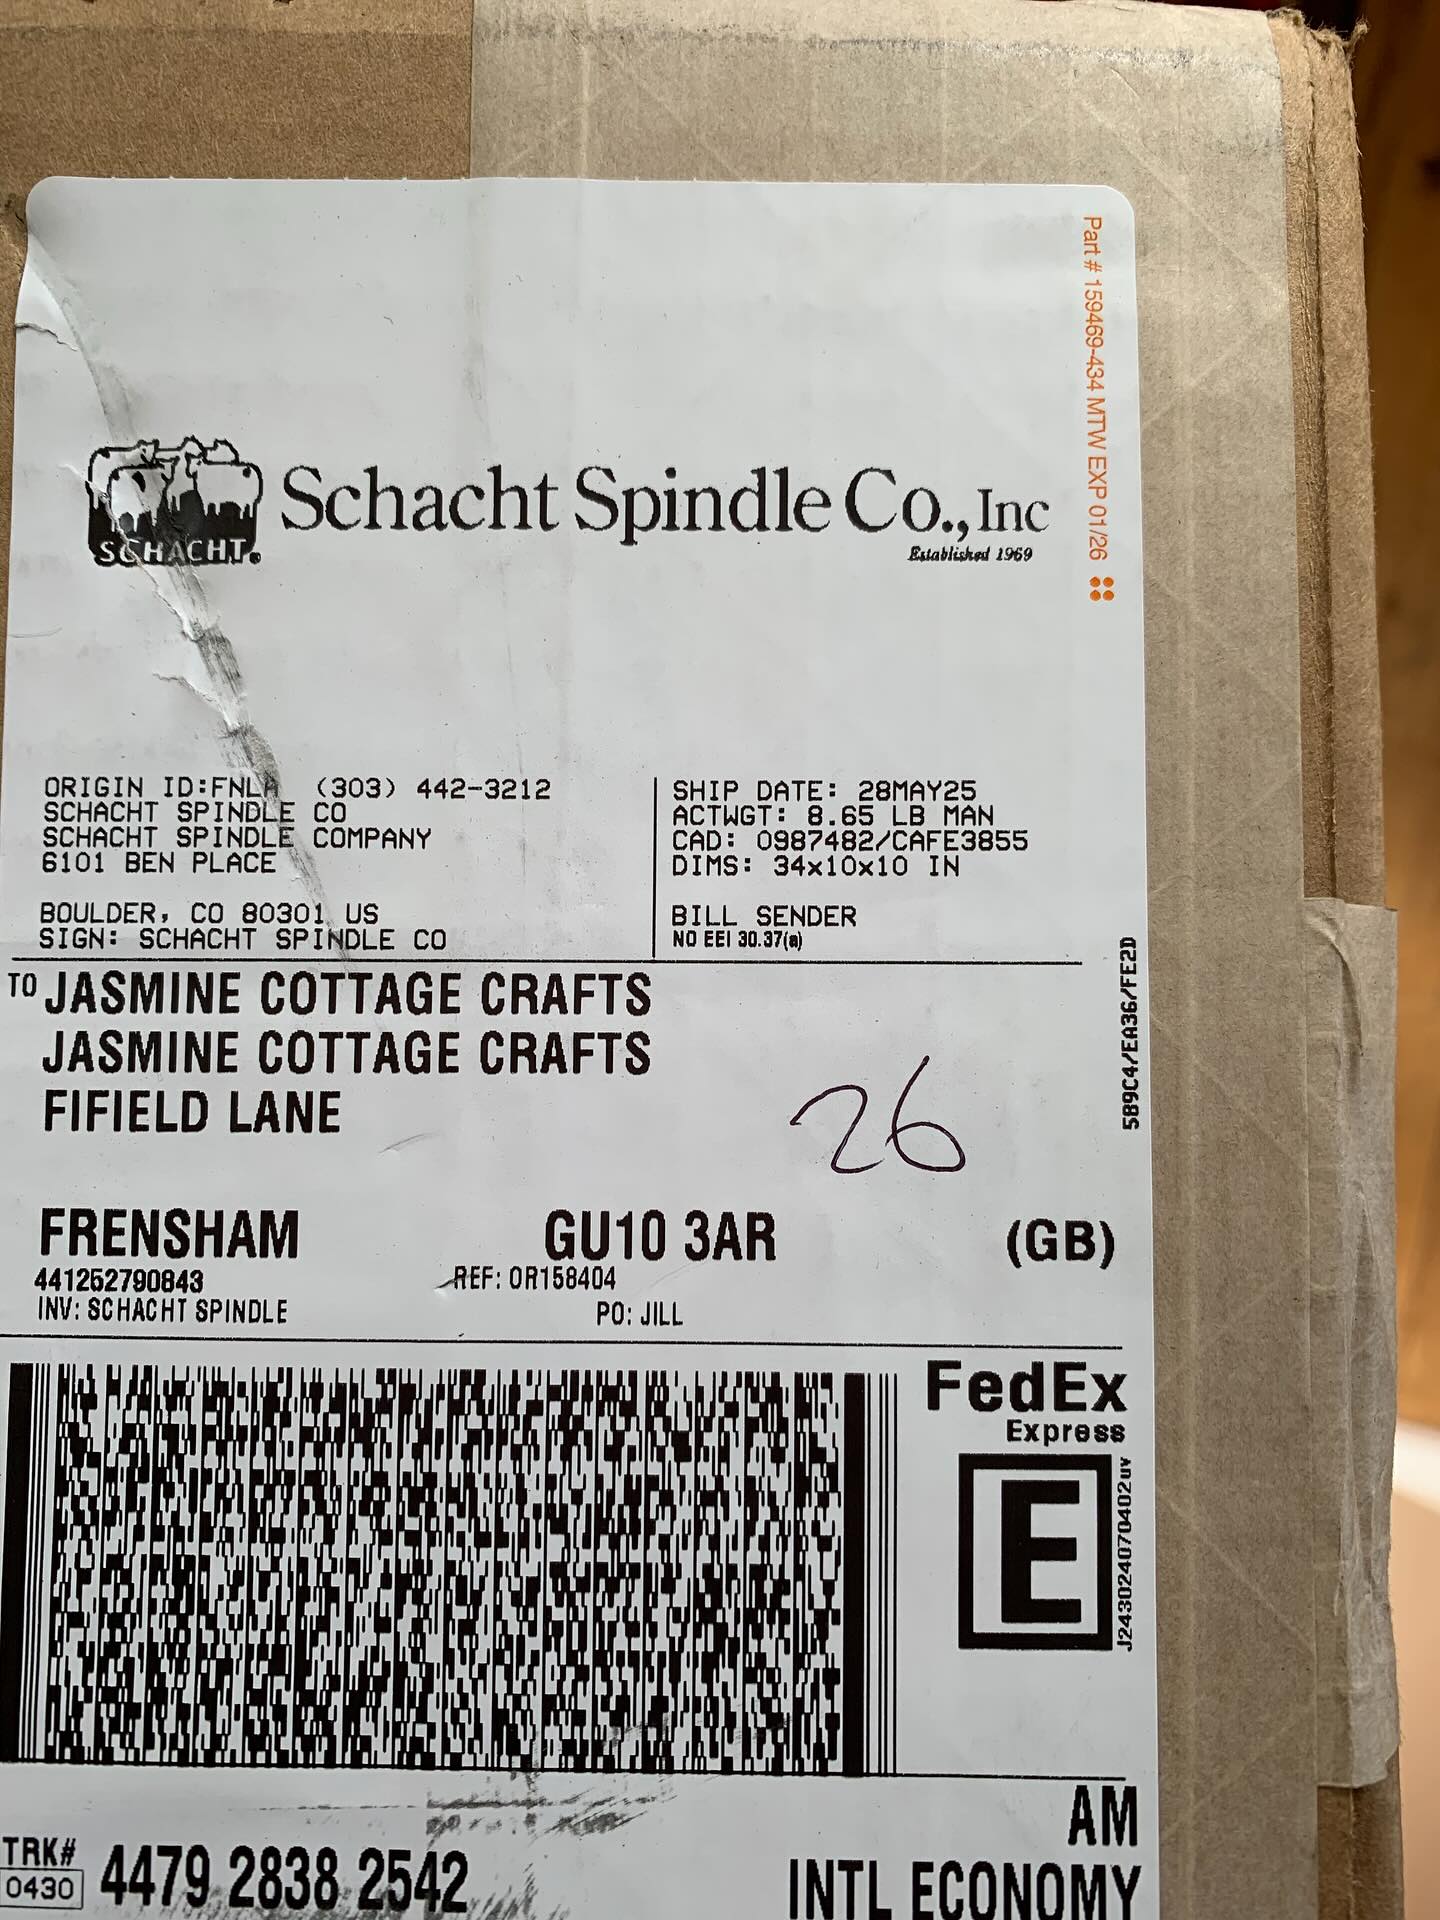 Part # 159469-434 MTW EXP 01/26
SCHACHT®
Schacht Spindle Co., Inc
Established 1969
ORIGIN ID:FNLA (303) 442-3212
SCHACHT SPINDLE CO
SCHACHT SPINDLE COMPANY
6101 BEN PLACE
BOULDER, CO 80301 US
SIGN: SCHACHT SPINDLE CO
SHIP DATE: 28MAY25
ACTWGT: 8.65 LB MAN
CAD: 0987482/CAFE3855
DIMS: 34x10x10 IN
BILL SENDER
NO EEI 30.37(a)
TO JASMINE COTTAGE CRAFTS
JASMINE COTTAGE CRAFTS
FIFIELD LANE
26
589C4/EA36/FE2D
FRENSHAM GU10 3AR (GB)
441252790843 REF: OR158404
INV: SCHACHT SPINDLE PO: JILL
FedEx
Express
E
J243024070402uv
AM
TRK# 4479 2838 2542 INTL ECONOMY
0430